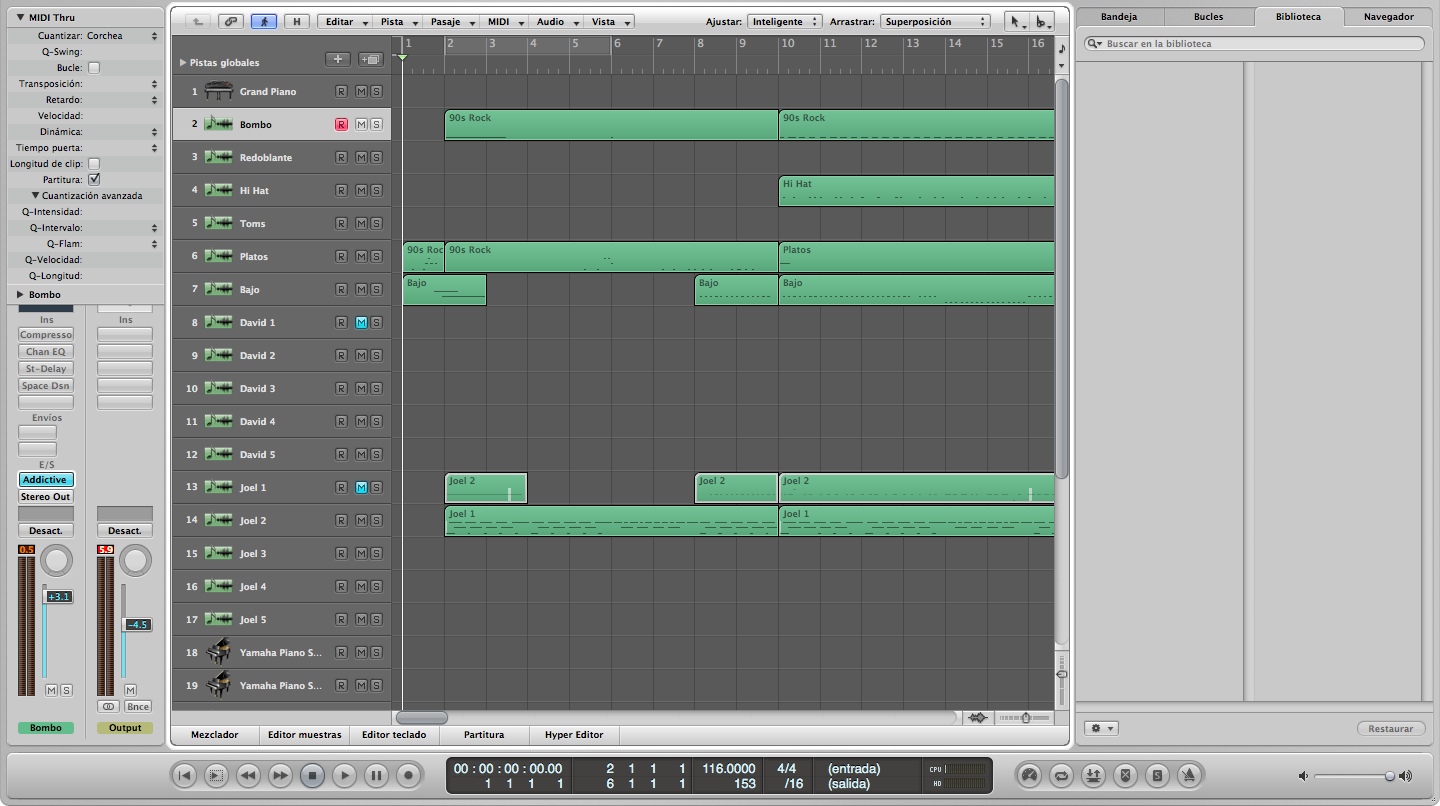 MIDI Thru
Cuantizar: Corchea
Q-Swing:
Bucle:
Transposición:
Retardo:
Velocidad:
Dinámica:
Tiempo puerta:
Longitud de clip:
Partitura:
Cuantización avanzada
Q-Intensidad:
Q-Intervalo:
Q-Flam:
Q-Velocidad:
Q-Longitud:
Bombo
Ins Ins
Compresso
Chan EQ
St-Delay
Space Dsn
Envíos
E/S
Addictive
Stereo Out
Desact. Desact.
0.5 5.9
+3.1
-4.5
M S M
Bnce
Bombo Output
H Editar Pista Pasaje MIDI Audio Vista Ajustar: Inteligente Arrastrar: Superposición
Pistas globales
1 2 3 4 5 6 7 8 9 10 11 12 13 14 15 16
1 Grand Piano R M S
2 Bombo R M S 90s Rock 90s Rock
3 Redoblante R M S
4 Hi Hat R M S Hi Hat
5 Toms R M S
6 Platos R M S 90s Roc 90s Rock Platos
7 Bajo R M S Bajo Bajo Bajo
8 David 1 R M S
9 David 2 R M S
10 David 3 R M S
11 David 4 R M S
12 David 5 R M S
13 Joel 1 R M S Joel 2 Joel 2 Joel 2
14 Joel 2 R M S Joel 1 Joel 1
15 Joel 3 R M S
16 Joel 4 R M S
17 Joel 5 R M S
18 Yamaha Piano S... R M S
19 Yamaha Piano S... R M S
Mezclador Editor muestras Editor teclado Partitura Hyper Editor
Bandeja Bucles Biblioteca Navegador
Buscar en la biblioteca
Restaurar
00 : 00 : 00 : 00.00 2 1 1 1 116.0000 4/4 (entrada) CPU
1 1 1 1 6 1 1 1 153 /16 (salida) HD
S